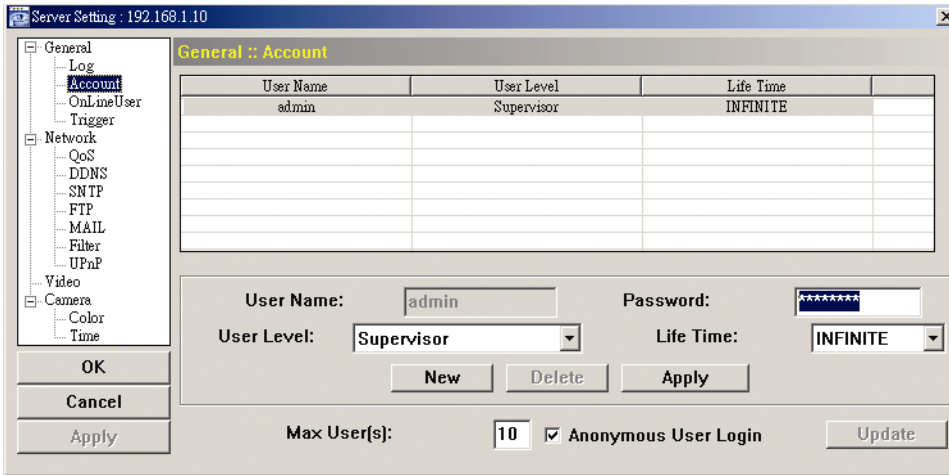 Server Setting : 192.168.1.10
General
Log
Account
OnLineUser
Trigger
Network
QoS
DDNS
SNTP
FTP
MAIL
Filter
UPnP
Video
Camera
Color
Time
OK
Cancel
Apply
General :: Account
User Name User Level Life Time
admin Supervisor INFINITE
User Name: admin Password: ********
User Level: Supervisor Life Time: INFINITE
New Delete Apply
Max User(s): 10 Anonymous User Login Update